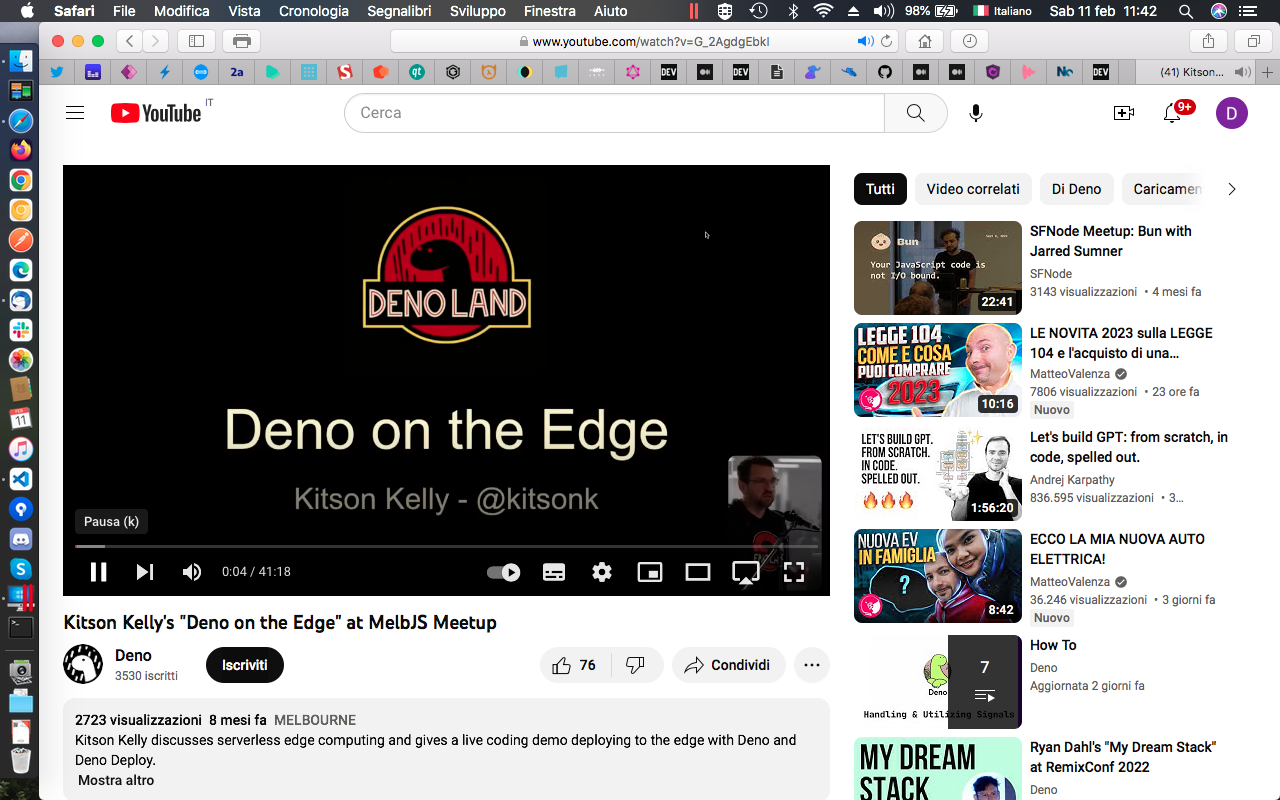 Safari File Modifica Vista Cronologia Segnalibri Sviluppo Finestra Aiuto 98% Italiano Sab 11 feb 11:42
www.youtube.com/watch?v=G_2AgdgEbkI
2a DEV DEV DEV (41) Kitson...
YouTube IT
Cerca
9+
D
Tutti Video correlati Di Deno Caricamen
DENO LAND
Deno on the Edge
Kitson Kelly - @kitsonk
Pausa (k)
0:04 / 41:18
Kitson Kelly's "Deno on the Edge" at MelbJS Meetup
Deno
3530 iscritti
Iscriviti
76
Condividi
2723 visualizzazioni 8 mesi fa MELBOURNE
Kitson Kelly discusses serverless edge computing and gives a live coding demo deploying to the edge with Deno and
Deno Deploy.
Mostra altro
Bun
Your JavaScript code is
not I/O bound.
22:41
SFNode Meetup: Bun with
Jarred Sumner
SFNode
3143 visualizzazioni • 4 mesi fa
LEGGE 104
COME E COSA
PUOI COMPRARE
2023
10:16
LE NOVITA 2023 sulla LEGGE
104 e l'acquisto di una...
MatteoValenza
7806 visualizzazioni • 23 ore fa
Nuovo
LET'S BUILD GPT.
FROM SCRATCH.
IN CODE.
SPELLED OUT.
1:56:20
Let's build GPT: from scratch, in
code, spelled out.
Andrej Karpathy
836.595 visualizzazioni • 3...
NUOVA EV
IN FAMIGLIA
?
8:42
ECCO LA MIA NUOVA AUTO
ELETTRICA!
MatteoValenza
36.246 visualizzazioni • 3 giorni fa
Nuovo
Deno
Handling & Utilizing Signals
7
How To
Deno
Aggiornata 2 giorni fa
MY DREAM
STACK
Ryan Dahl's "My Dream Stack"
at RemixConf 2022
Deno